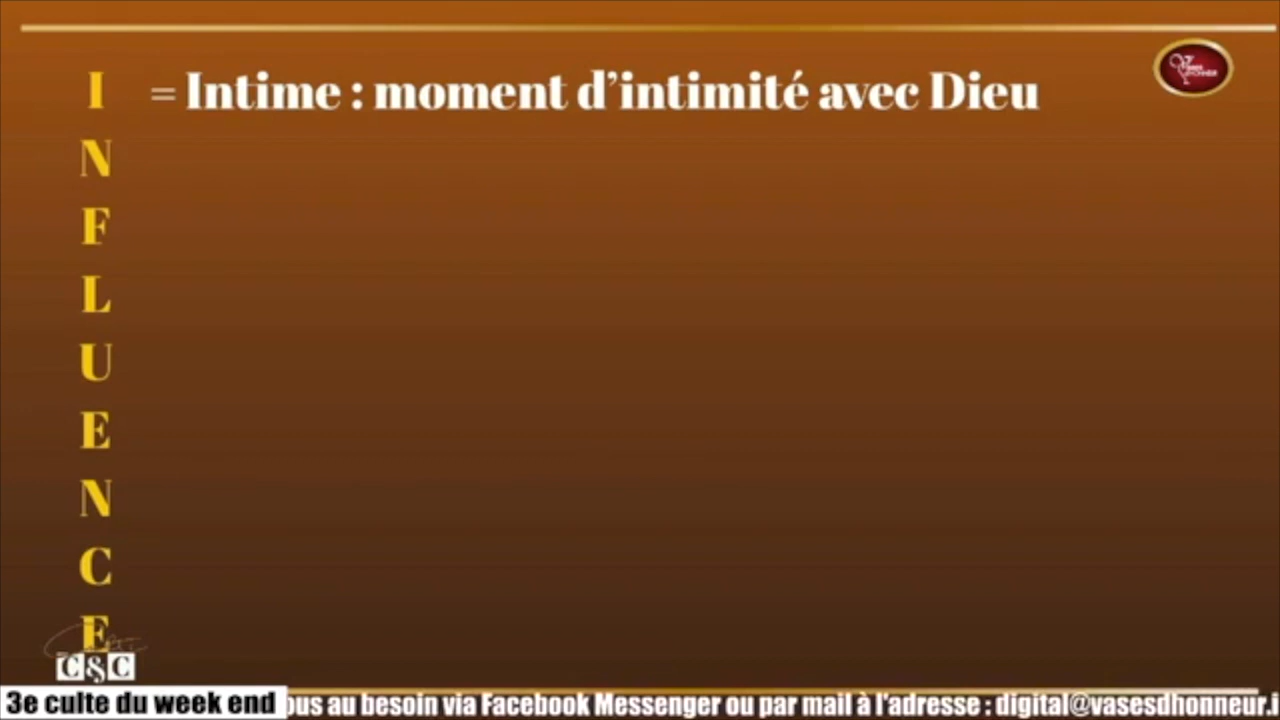 I = Intime : moment d’intimité avec Dieu
N
F
L
U
E
N
C
E
C&C
3e culte du week end
ous au besoin via Facebook Messenger ou par mail à l'adresse : digital@vasesdhonneur.i